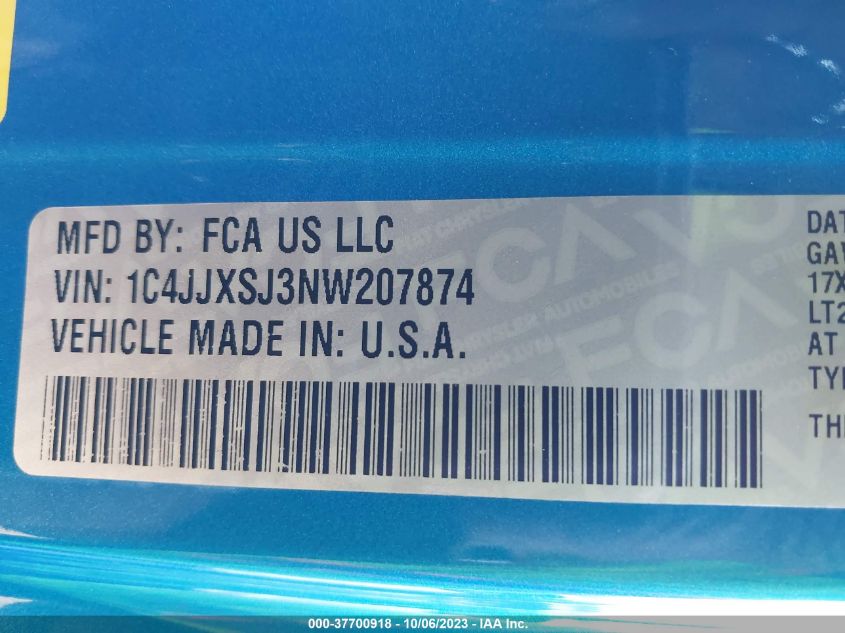 MFD BY: FCA US LLC
VIN: 1C4JJXSJ3NW207874
VEHICLE MADE IN: U.S.A.
DAT
GAV
17X
LT2
AT
TYP
THI
000-37700918 - 10/06/2023 - IAA Inc.